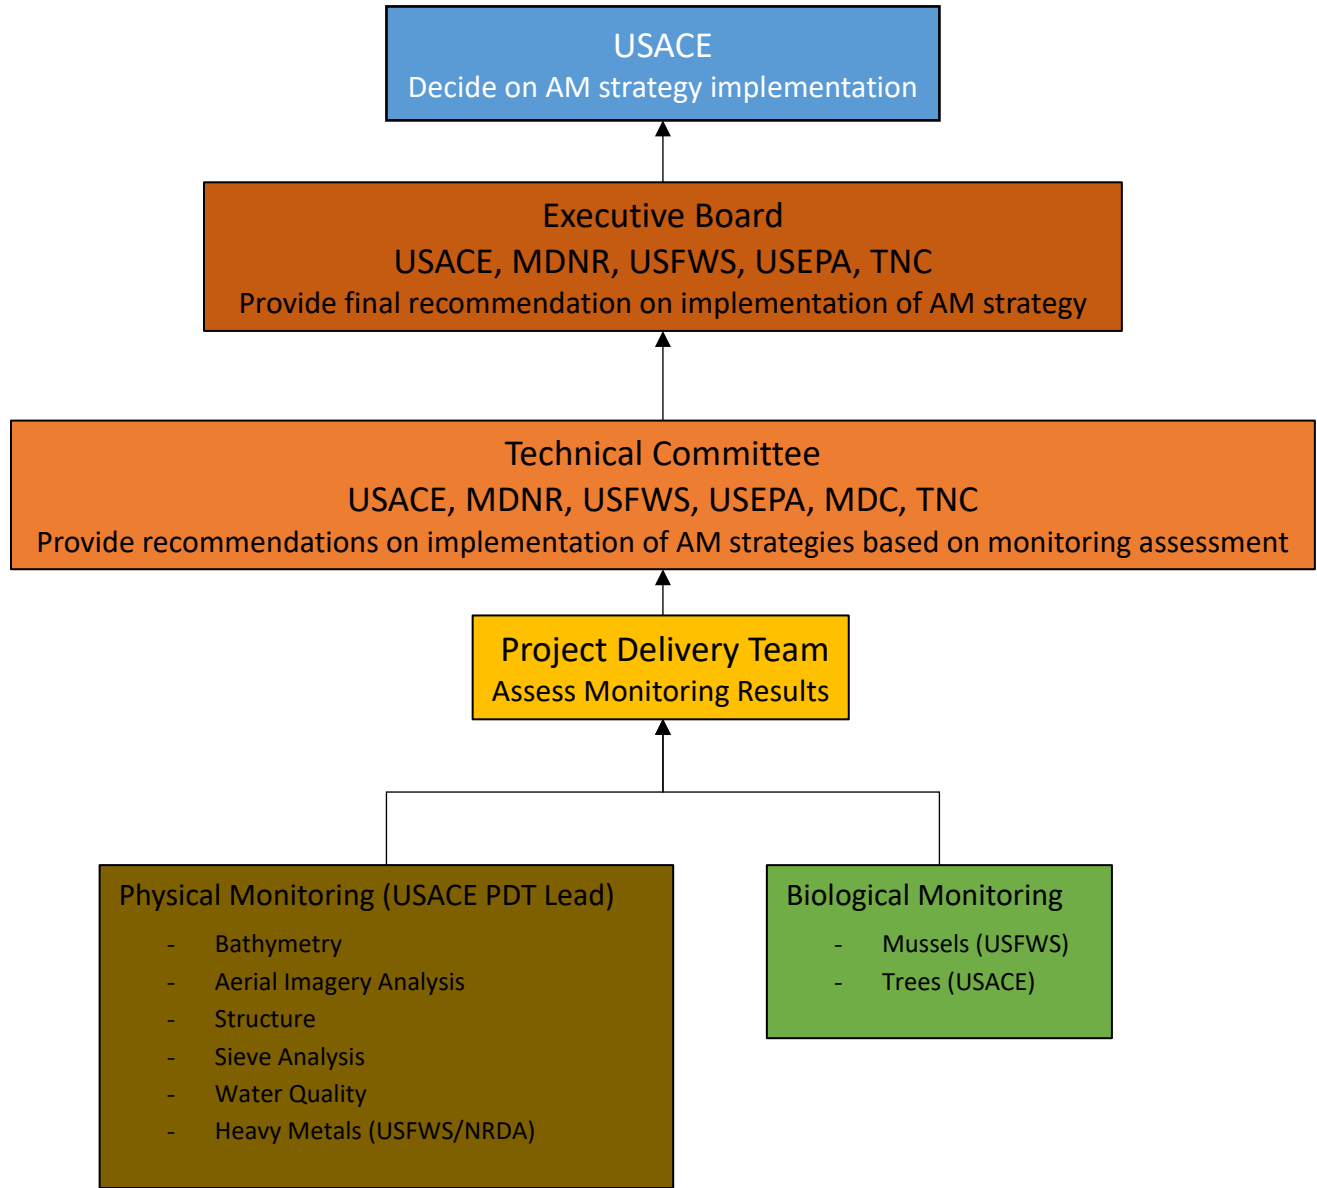 USACE
Decide on AM strategy implementation
Executive Board
USACE, MDNR, USFWS, USEPA, TNC
Provide final recommendation on implementation of AM strategy
Technical Committee
USACE, MDNR, USFWS, USEPA, MDC, TNC
Provide recommendations on implementation of AM strategies based on monitoring assessment
Project Delivery Team
Assess Monitoring Results
Physical Monitoring (USACE PDT Lead)
- Bathymetry
- Aerial Imagery Analysis
- Structure
- Sieve Analysis
- Water Quality
- Heavy Metals (USFWS/NRDA)
Biological Monitoring
- Mussels (USFWS)
- Trees (USACE)